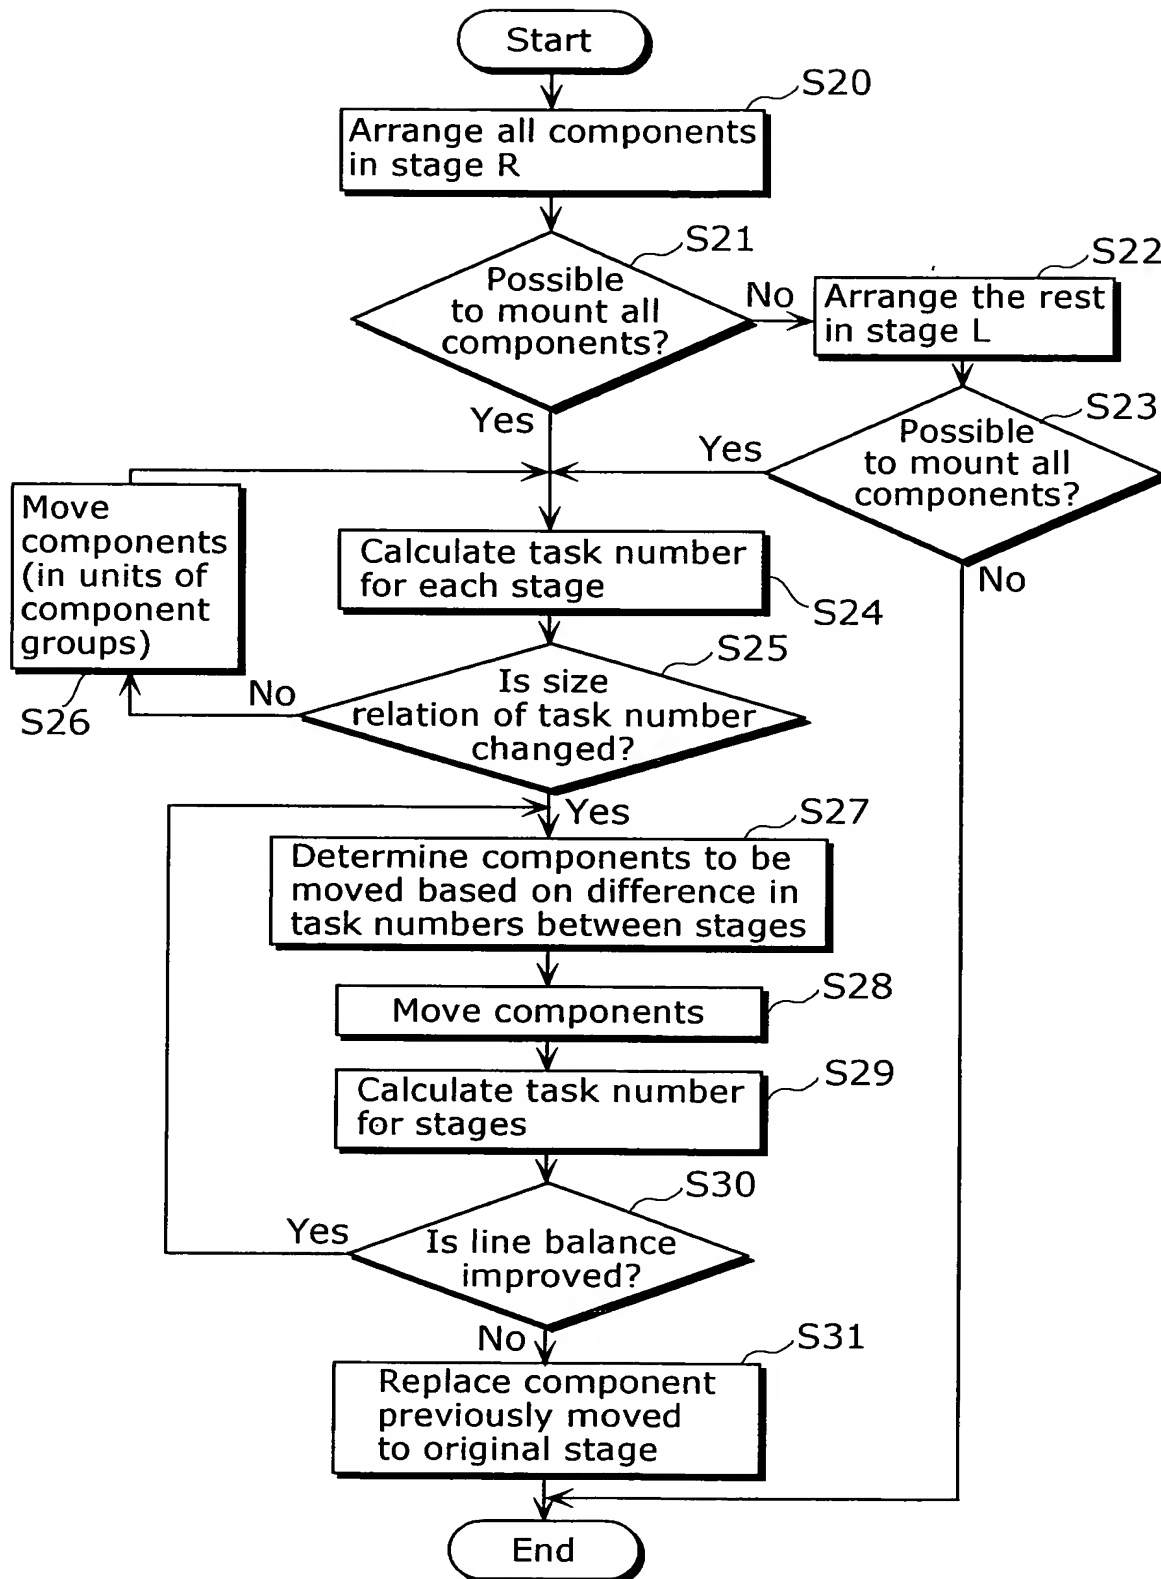 Start
S20
Arrange all components
in stage R
S21
Possible
to mount all
components?
No
S22
Arrange the rest
in stage L
Yes
S23
Possible
to mount all
components?
Yes
No
Move
components
(in units of
component
groups)
S26
Calculate task number
for each stage
S24
S25
Is size
relation of task number
changed?
No
Yes
S27
Determine components to be
moved based on difference in
task numbers between stages
S28
Move components
S29
Calculate task number
for stages
S30
Is line balance
improved?
Yes
No
S31
Replace component
previously moved
to original stage
End